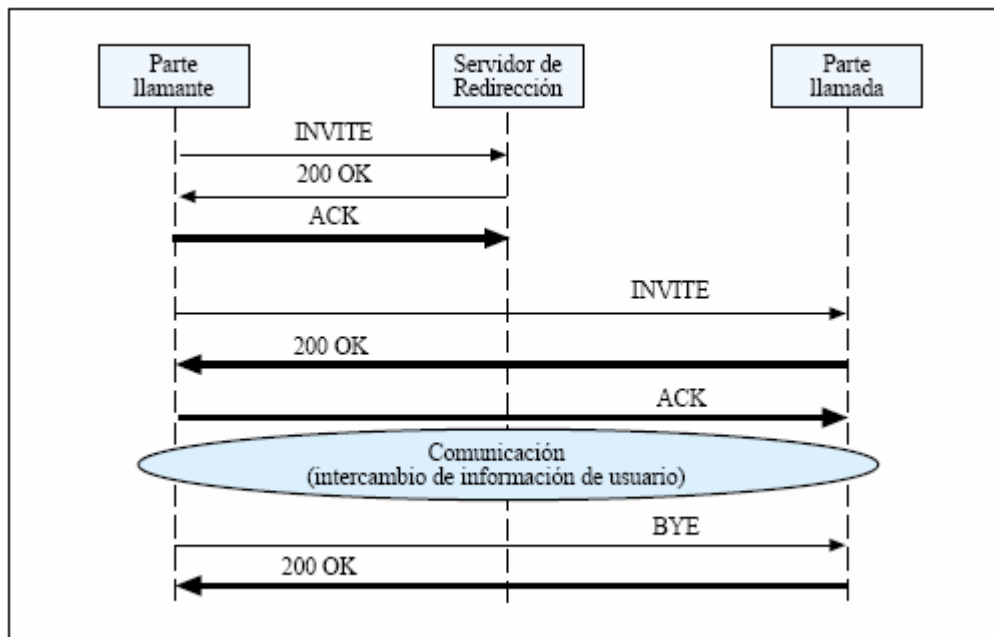 Parte
llamante
Servidor de
Redirección
Parte
llamada
INVITE
200 OK
ACK
INVITE
200 OK
ACK
Comunicación
(intercambio de información de usuario)
BYE
200 OK